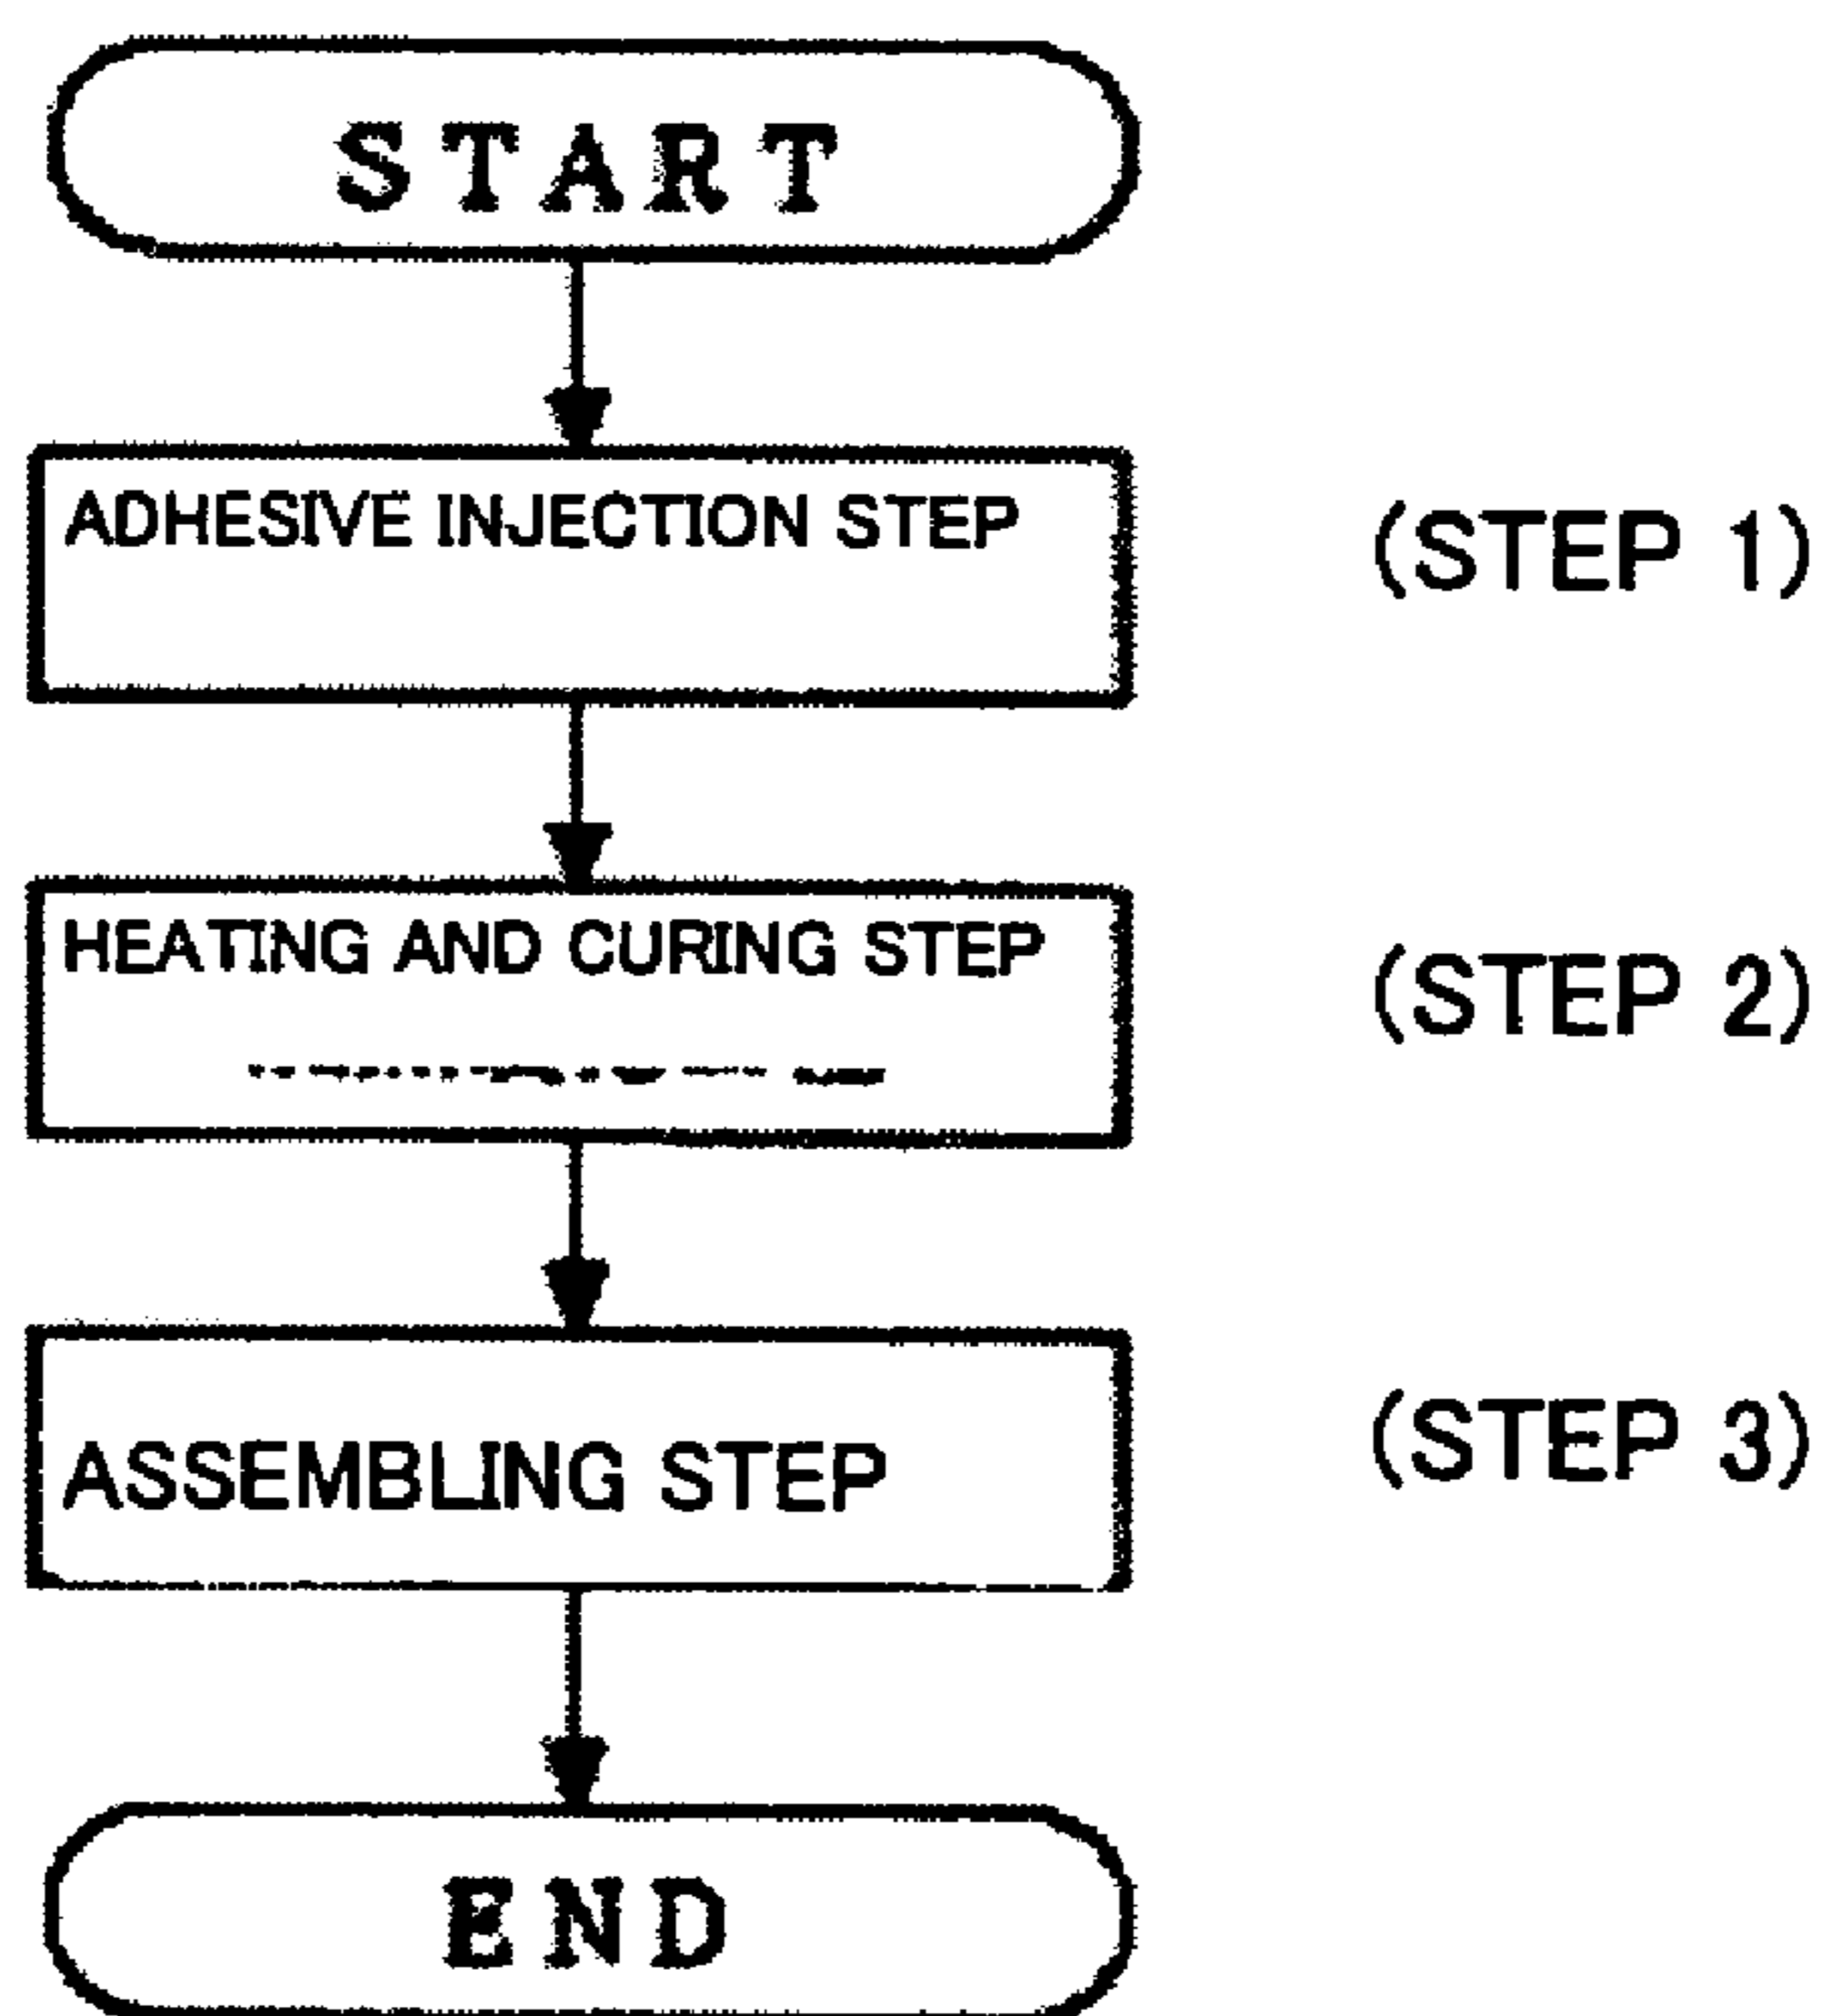 START
ADHESIVE INJECTION STEP
(STEP 1)
HEATING AND CURING STEP
(STEP 2)
ASSEMBLING STEP
(STEP 3)
END